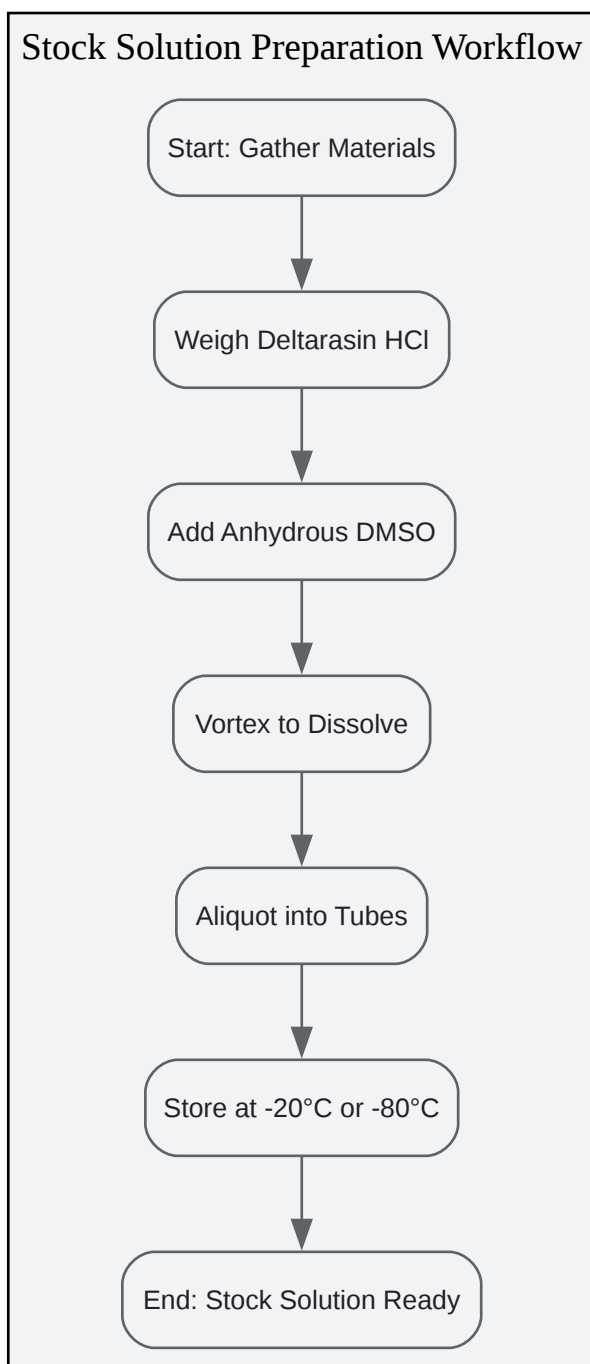 Stock Solution Preparation Workflow
Start: Gather Materials
Weigh Deltarasin HCl
Add Anhydrous DMSO
Vortex to Dissolve
Aliquot into Tubes
Store at -20°C or -80°C
End: Stock Solution Ready